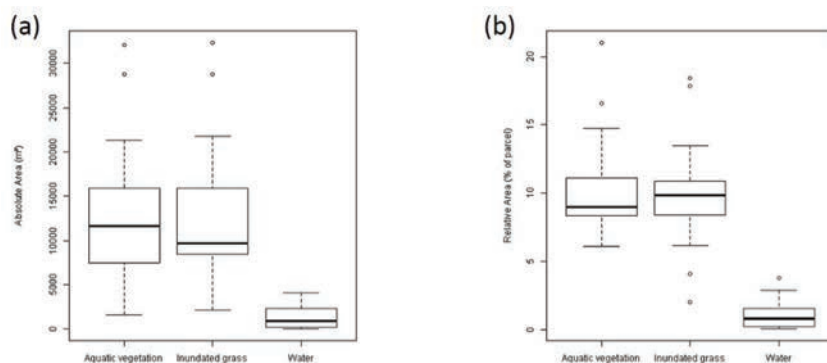 (a)
Absolute Area (m²)
30000
25000
20000
15000
10000
5000
0
Aquatic vegetation Inundated grass Water
(b)
Relative Area (% of parcel)
20
15
10
5
0
Aquatic vegetation Inundated grass Water